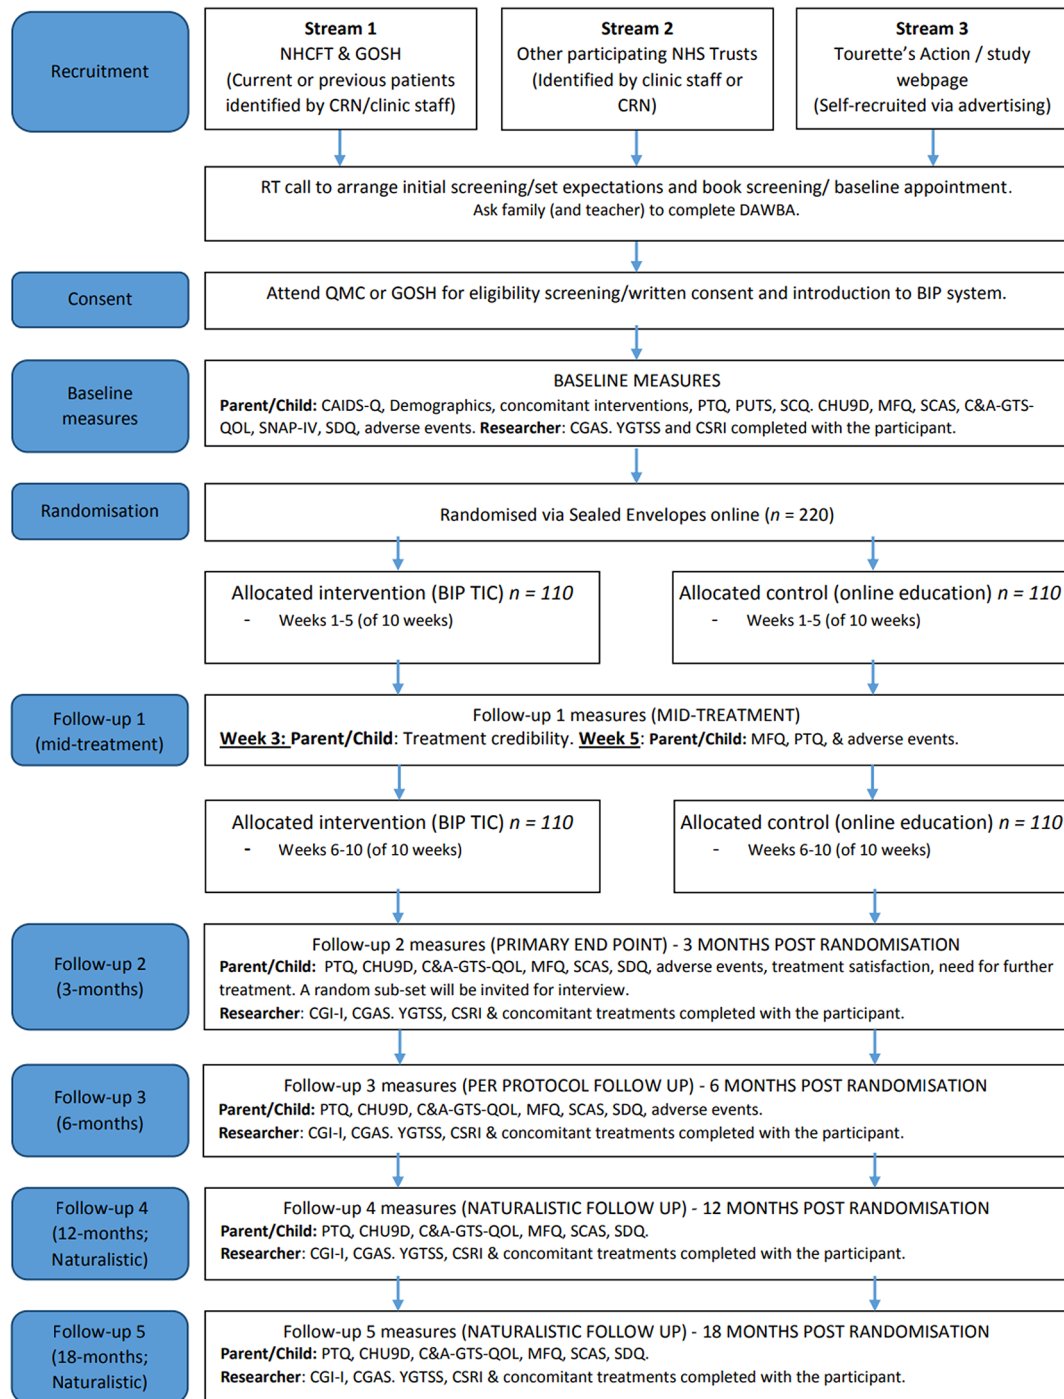 Recruitment
Stream 1
NHCFT & GOSH
(Current or previous patients
identified by CRN/clinic staff)
Stream 2
Other participating NHS Trusts
(Identified by clinic staff or
CRN)
Stream 3
Tourette's Action / study
webpage
(Self-recruited via advertising)
RT call to arrange initial screening/set expectations and book screening/ baseline appointment.
Ask family (and teacher) to complete DAWBA.
Consent
Attend QMC or GOSH for eligibility screening/written consent and introduction to BIP system.
Baseline
measures
BASELINE MEASURES
Parent/Child: CAIDS-Q, Demographics, concomitant interventions, PTQ, PUTS, SCQ. CHU9D, MFQ, SCAS, C&A-GTS-
QOL, SNAP-IV, SDQ, adverse events. Researcher: CGAS. YGTSS and CSRI completed with the participant.
Randomisation
Randomised via Sealed Envelopes online (n = 220)
Allocated intervention (BIP TIC) n = 110
- Weeks 1-5 (of 10 weeks)
Allocated control (online education) n = 110
- Weeks 1-5 (of 10 weeks)
Follow-up 1
(mid-treatment)
Follow-up 1 measures (MID-TREATMENT)
Week 3: Parent/Child: Treatment credibility. Week 5: Parent/Child: MFQ, PTQ, & adverse events.
Allocated intervention (BIP TIC) n = 110
- Weeks 6-10 (of 10 weeks)
Allocated control (online education) n = 110
- Weeks 6-10 (of 10 weeks)
Follow-up 2
(3-months)
Follow-up 2 measures (PRIMARY END POINT) - 3 MONTHS POST RANDOMISATION
Parent/Child: PTQ, CHU9D, C&A-GTS-QOL, MFQ, SCAS, SDQ, adverse events, treatment satisfaction, need for further
treatment. A random sub-set will be invited for interview.
Researcher: CGI-I, CGAS. YGTSS, CSRI & concomitant treatments completed with the participant.
Follow-up 3
(6-months)
Follow-up 3 measures (PER PROTOCOL FOLLOW UP) - 6 MONTHS POST RANDOMISATION
Parent/Child: PTQ, CHU9D, C&A-GTS-QOL, MFQ, SCAS, SDQ, adverse events.
Researcher: CGI-I, CGAS. YGTSS, CSRI & concomitant treatments completed with the participant.
Follow-up 4
(12-months;
Naturalistic)
Follow-up 4 measures (NATURALISTIC FOLLOW UP) - 12 MONTHS POST RANDOMISATION
Parent/Child: PTQ, CHU9D, C&A-GTS-QOL, MFQ, SCAS, SDQ.
Researcher: CGI-I, CGAS. YGTSS, CSRI & concomitant treatments completed with the participant.
Follow-up 5
(18-months;
Naturalistic)
Follow-up 5 measures (NATURALISTIC FOLLOW UP) - 18 MONTHS POST RANDOMISATION
Parent/Child: PTQ, CHU9D, C&A-GTS-QOL, MFQ, SCAS, SDQ.
Researcher: CGI-I, CGAS. YGTSS, CSRI & concomitant treatments completed with the participant.